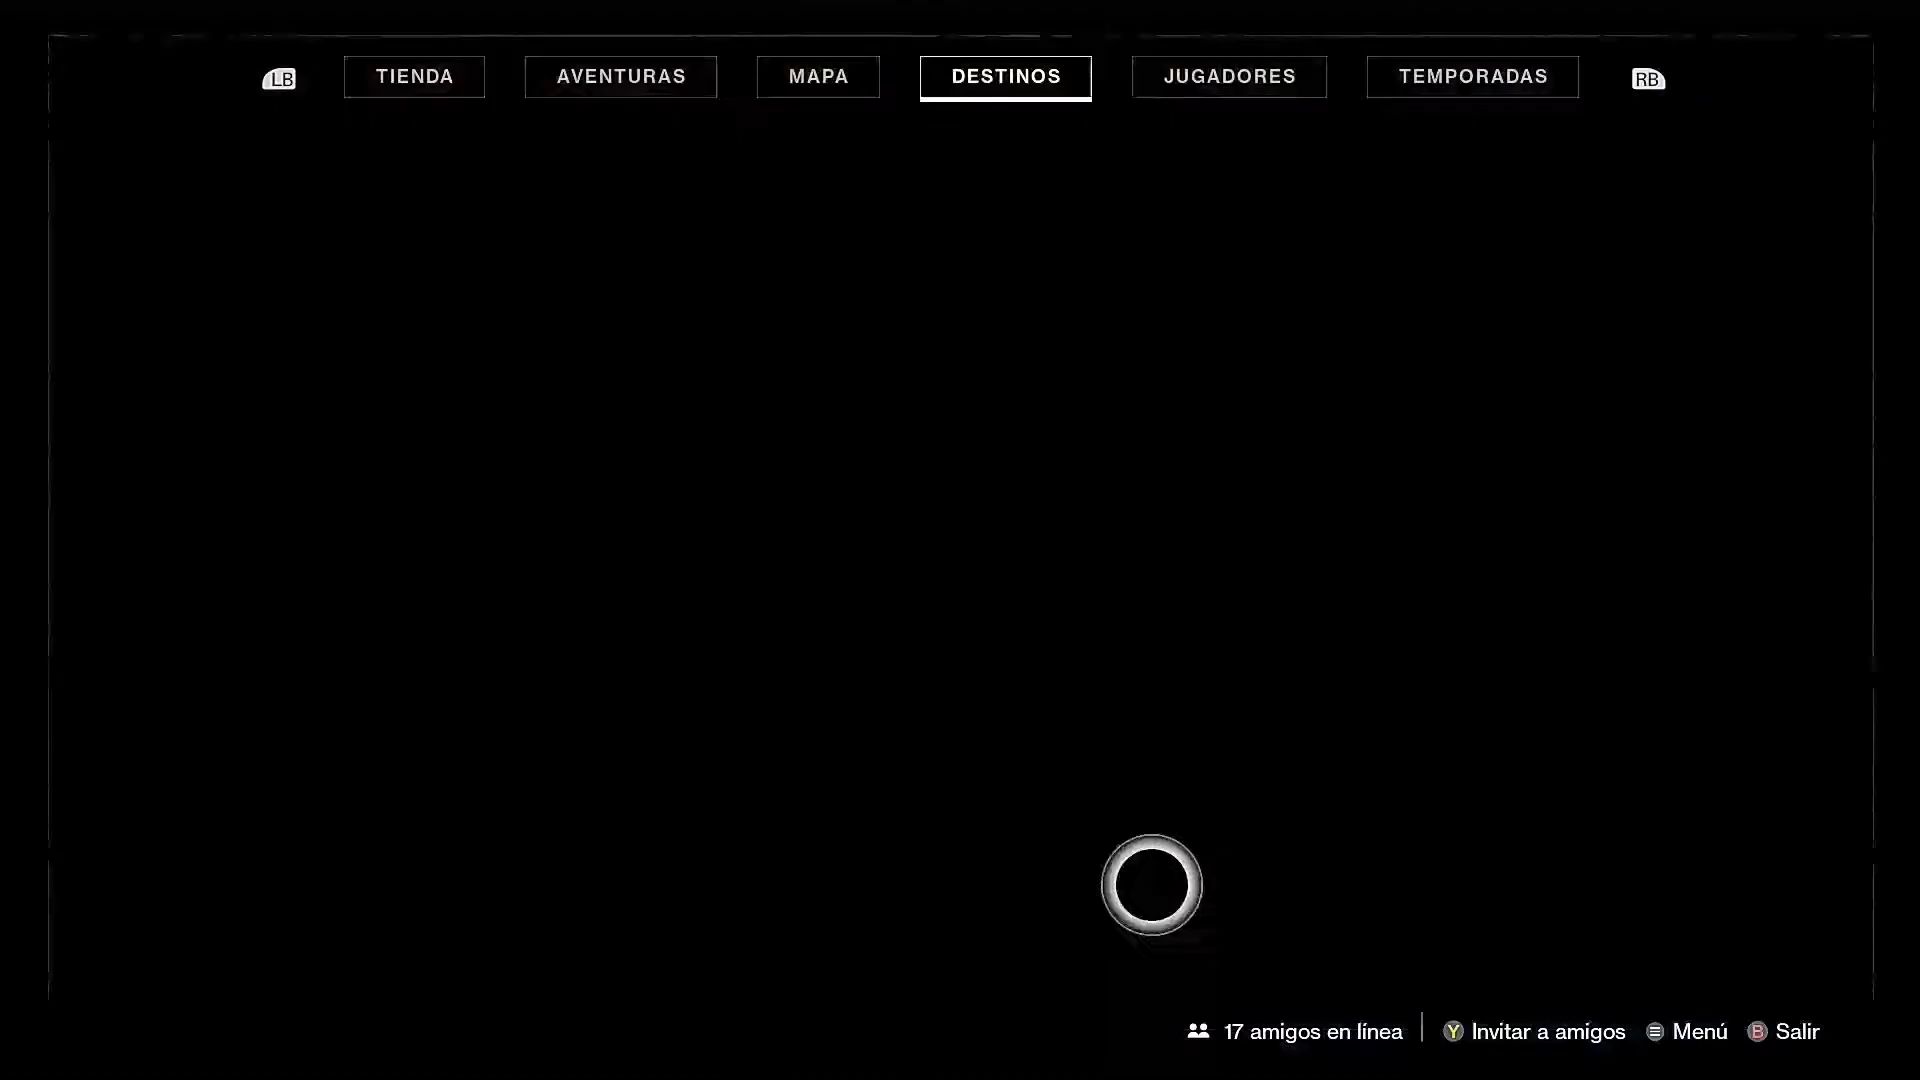 LB TIENDA AVENTURAS MAPA DESTINOS JUGADORES TEMPORADAS RB
17 amigos en línea Y Invitar a amigos Menú B Salir